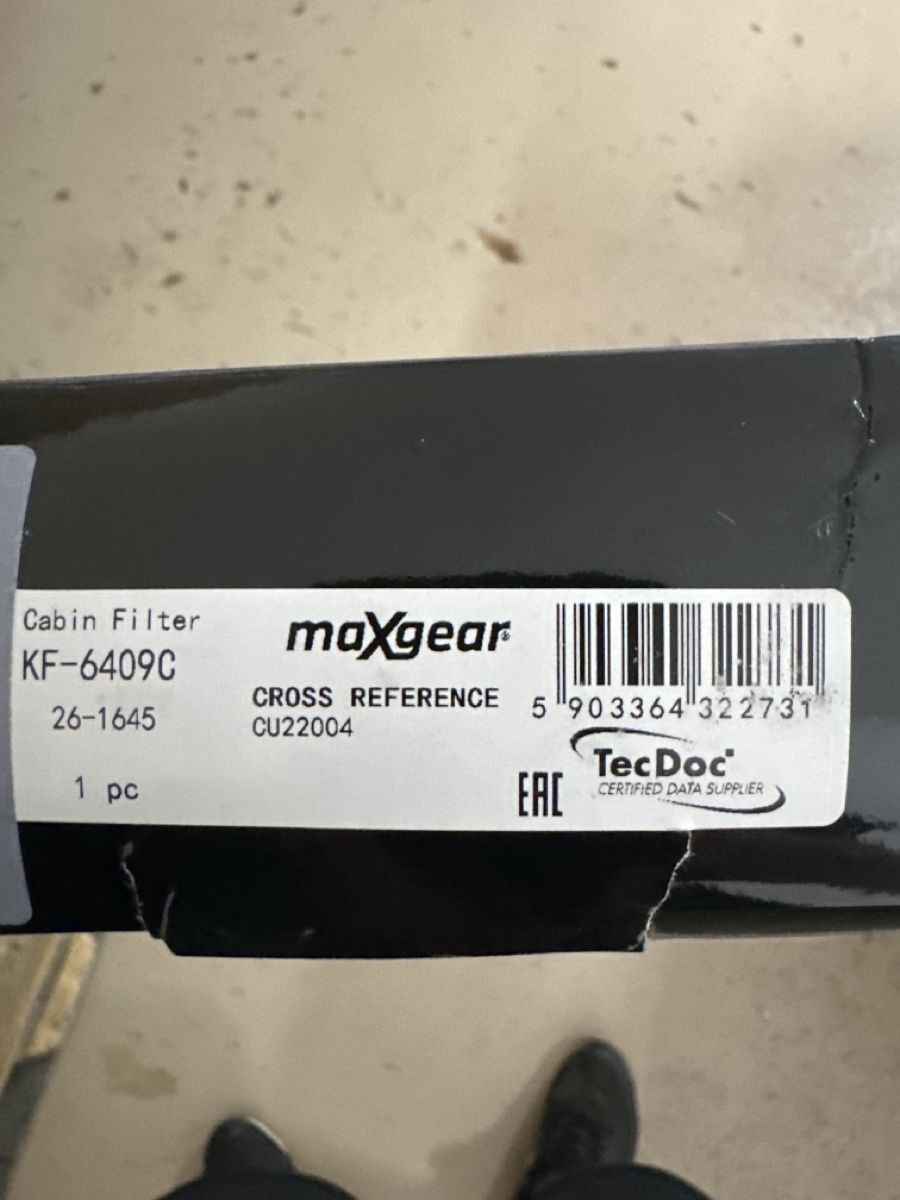 Cabin Filter
KF-6409C
26-1645
1 pc
maXgear®
CROSS REFERENCE
CU22004
5 903364 322731
EAC
TecDoc
CERTIFIED DATA SUPPLIER